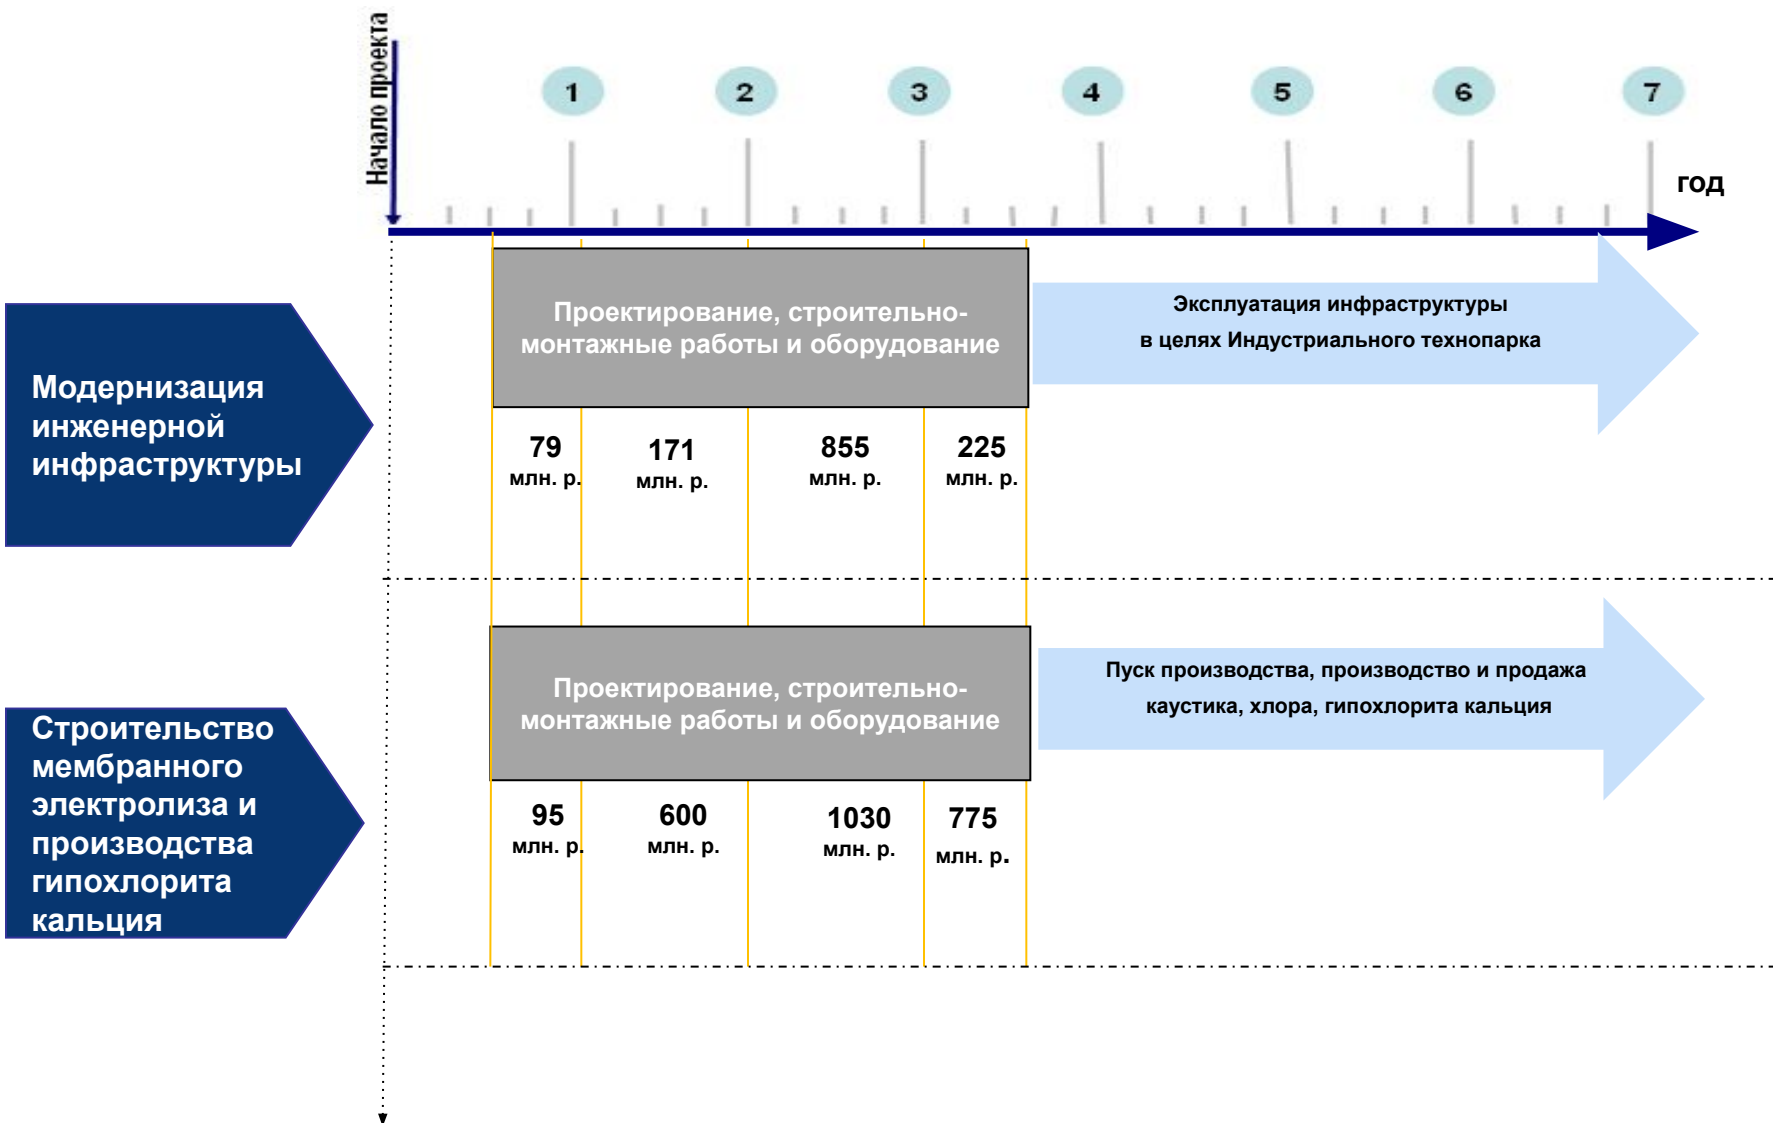 Начало проекта
1 2 3 4 5 6 7
год
Модернизация
инженерной
инфраструктуры
Проектирование, строительно-
монтажные работы и оборудование
Эксплуатация инфраструктуры
в целях Индустриального технопарка
79 171 855 225
млн. р. млн. р. млн. р. млн. р.
Строительство
мембранного
электролиза и
производства
гипохлорита
кальция
Проектирование, строительно-
монтажные работы и оборудование
Пуск производства, производство и продажа
каустика, хлора, гипохлорита кальция
95 600 1030 775
млн. р. млн. р. млн. р. млн. р.